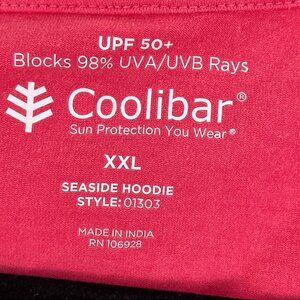 UPF 50+
Blocks 98% UVA/UVB Rays
Coolibar®
Sun Protection You Wear®
XXL
SEASIDE HOODIE
STYLE: 01303
MADE IN INDIA
RN 106928